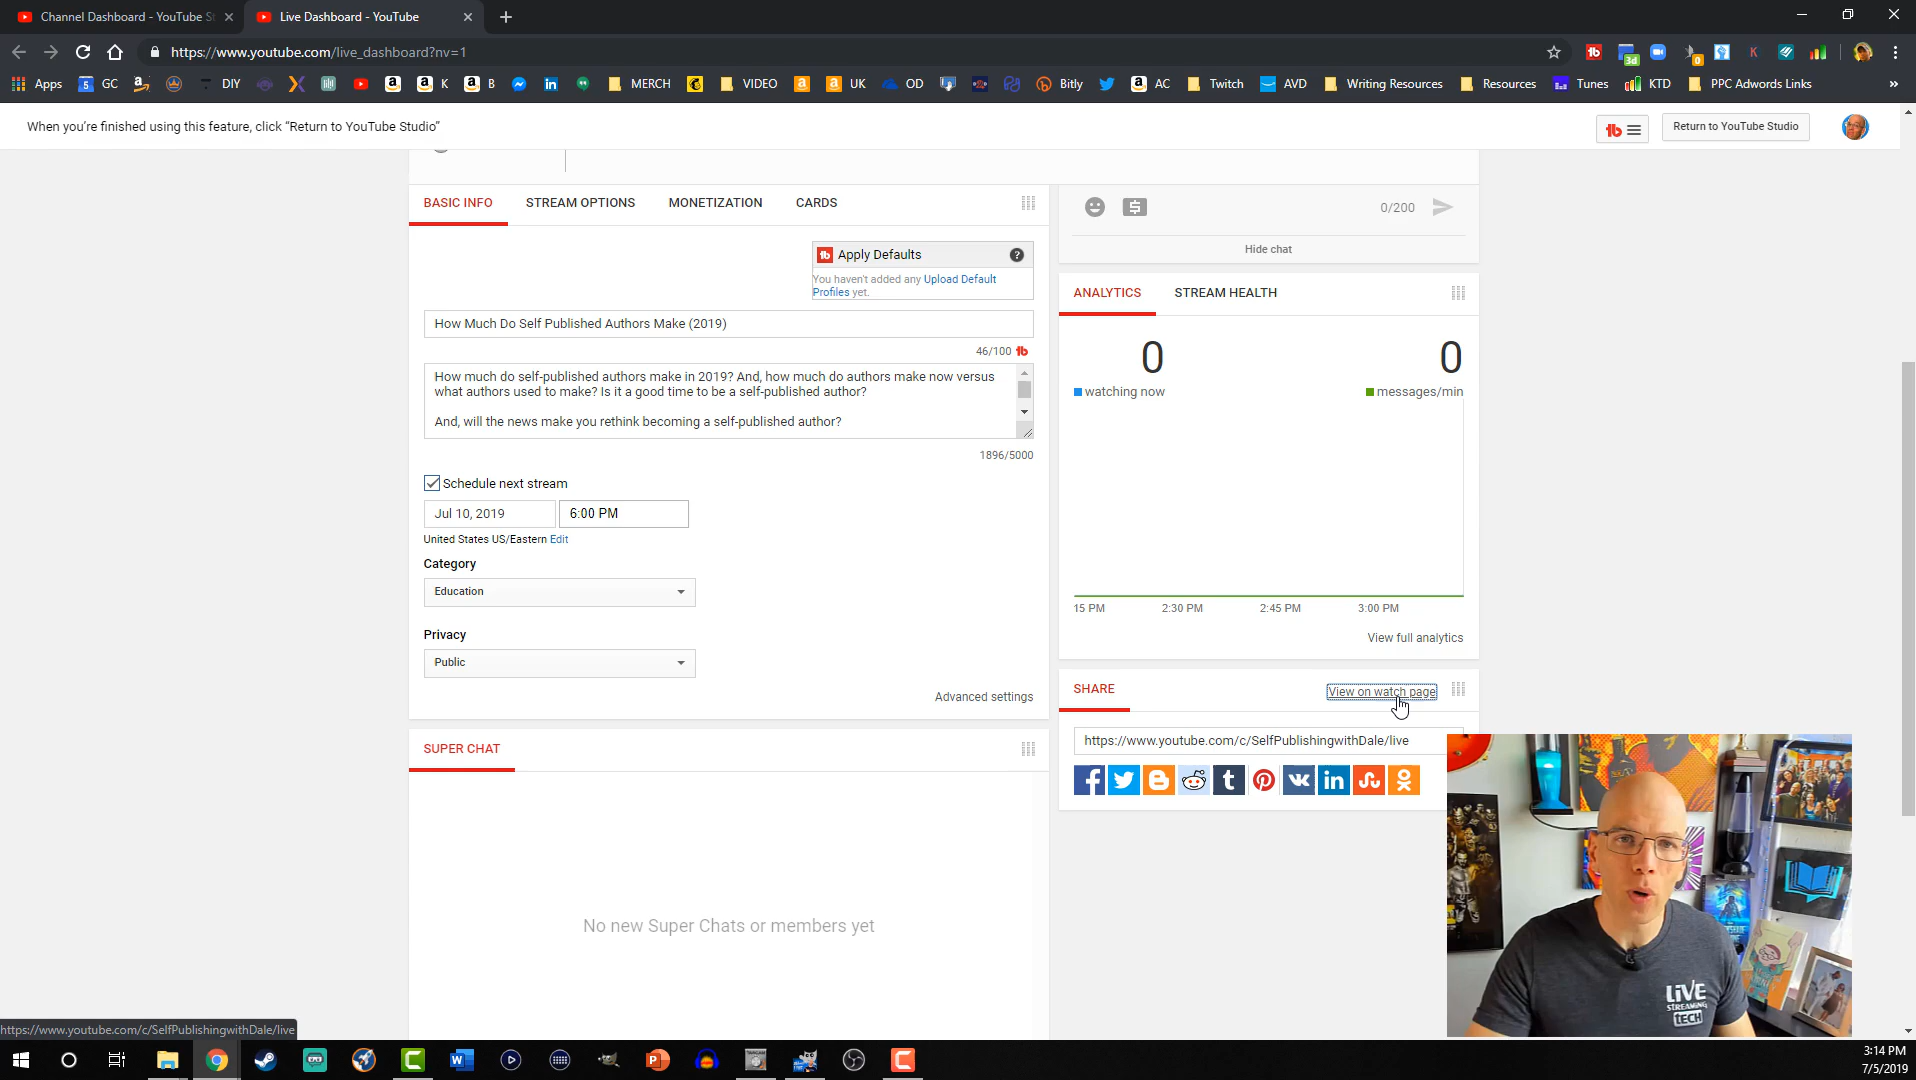 Channel Dashboard - YouTube St
Live Dashboard - YouTube
https://www.youtube.com/live_dashboard?nv=1
3d
0
K
Apps
GC
DIY
K
B
MERCH
VIDEO
UK
OD
Bitly
AC
Twitch
AVD
Writing Resources
Resources
Tunes
KTD
PPC Adwords Links
When you're finished using this feature, click "Return to YouTube Studio"
Return to YouTube Studio
BASIC INFO
STREAM OPTIONS
MONETIZATION
CARDS
Apply Defaults
You haven't added any Upload Default
Profiles yet.
How Much Do Self Published Authors Make (2019)
46/100
How much do self-published authors make in 2019? And, how much do authors make now versus
what authors used to make? Is it a good time to be a self-published author?
And, will the news make you rethink becoming a self-published author?
1896/5000
Schedule next stream
Jul 10, 2019
6:00 PM
United States US/Eastern Edit
Category
Education
Privacy
Public
Advanced settings
SUPER CHAT
No new Super Chats or members yet
0/200
Hide chat
ANALYTICS
STREAM HEALTH
0
0
watching now
messages/min
15 PM
2:30 PM
2:45 PM
3:00 PM
View full analytics
SHARE
View on watch page
https://www.youtube.com/c/SelfPublishingwithDale/live
LIVE
STREAMING
TECH
https://www.youtube.com/c/SelfPublishingwithDale/live
3:14 PM
7/5/2019